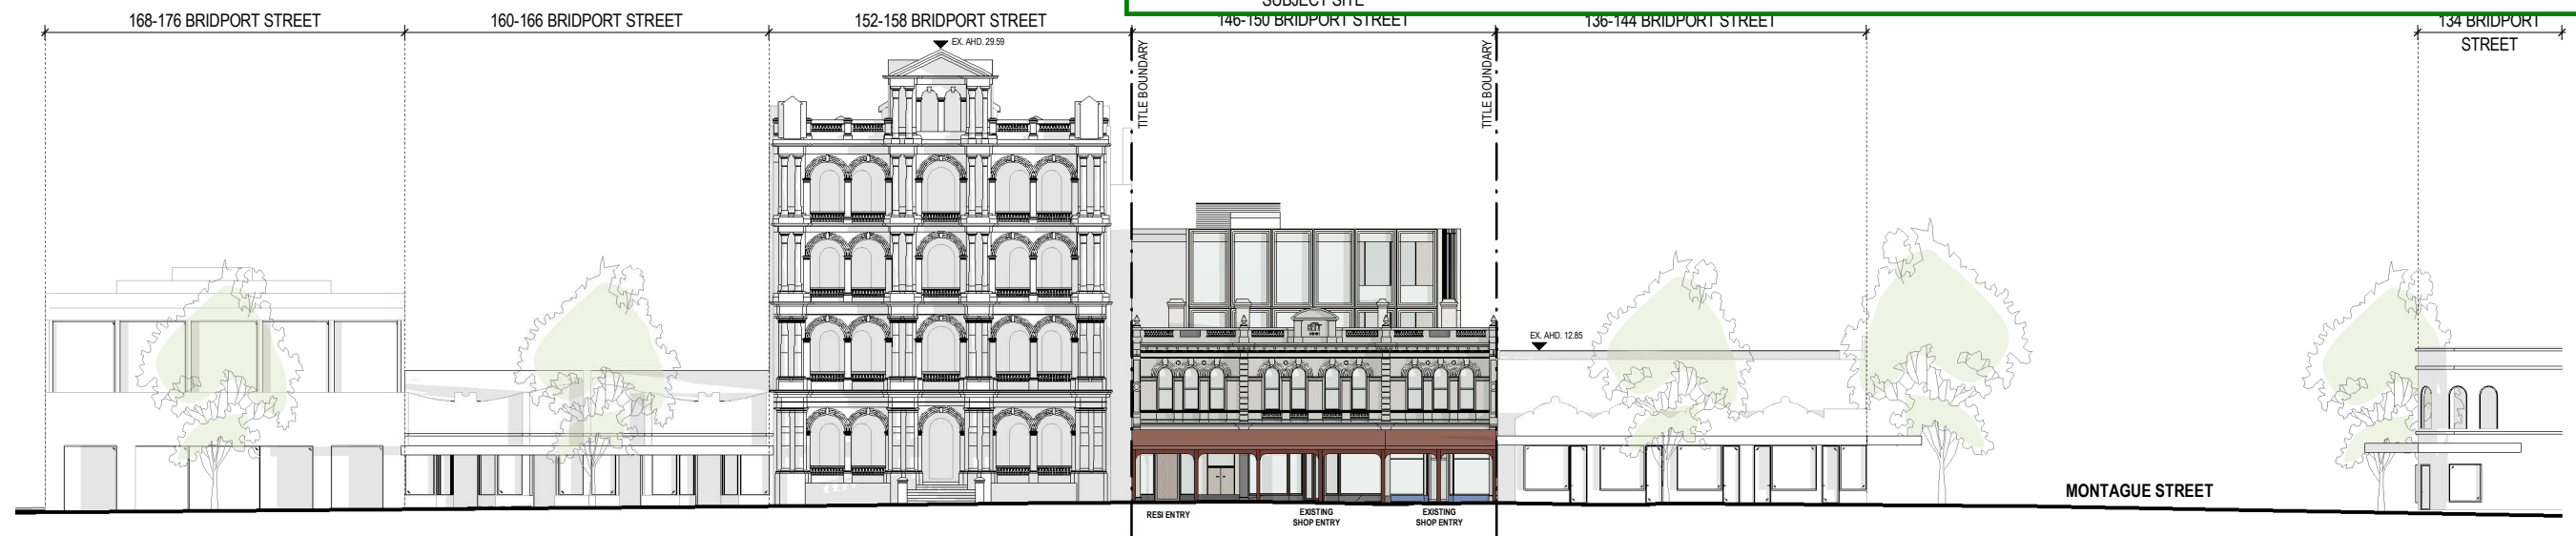 SUBJECT SITE
168-176 BRIDPORT STREET
160-166 BRIDPORT STREET
152-158 BRIDPORT STREET
146-150 BRIDPORT STREET
136-144 BRIDPORT STREET
134 BRIDPORT
STREET
EX. AHD. 29.59
TITLE BOUNDARY
TITLE BOUNDARY
EX. AHD. 12.85
MONTAGUE STREET
RESI ENTRY
EXISTING
SHOP ENTRY
EXISTING
SHOP ENTRY